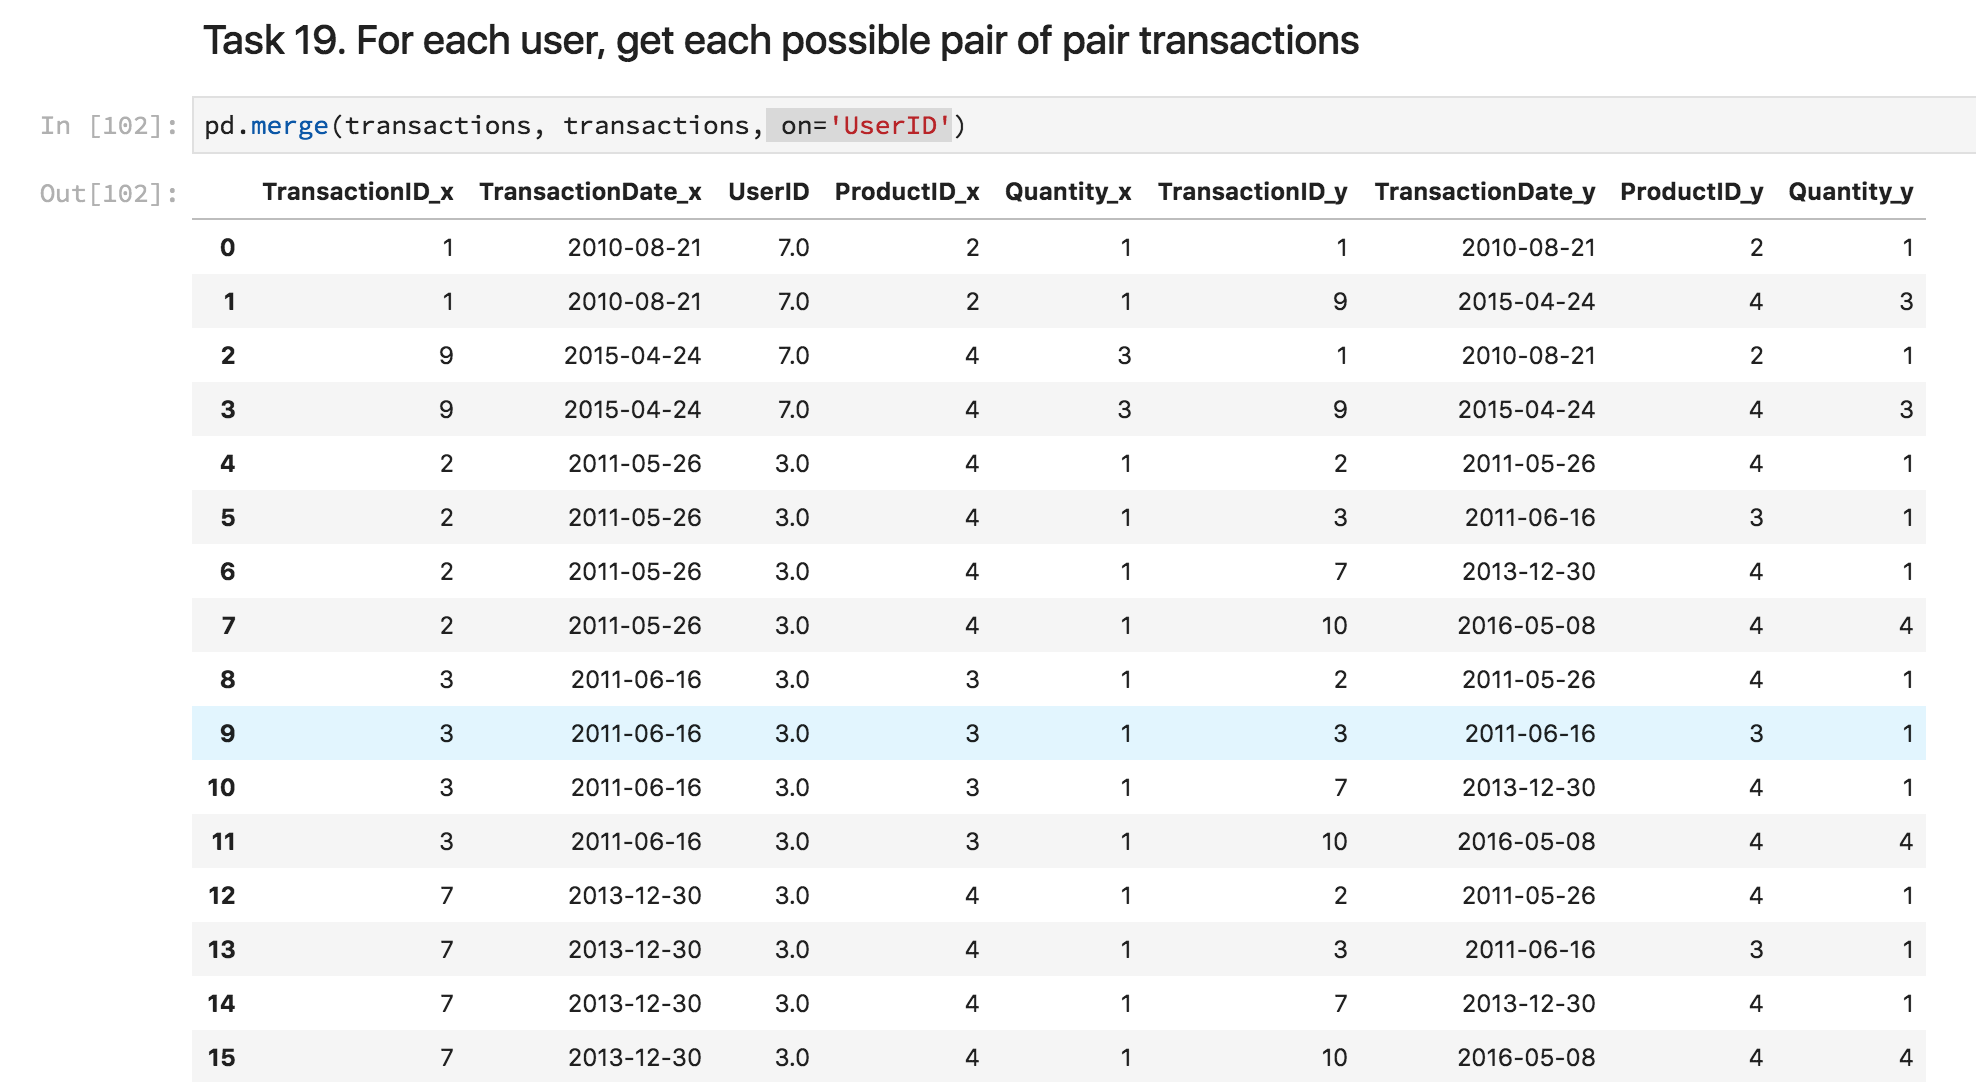 Task 19. For each user, get each possible pair of pair transactions
In [102]: pd.merge(transactions, transactions, on='UserID')
Out[102]:
TransactionID_x TransactionDate_x UserID ProductID_x Quantity_x TransactionID_y TransactionDate_y ProductID_y Quantity_y
0 1 2010-08-21 7.0 2 1 1 2010-08-21 2 1
1 1 2010-08-21 7.0 2 1 9 2015-04-24 4 3
2 9 2015-04-24 7.0 4 3 1 2010-08-21 2 1
3 9 2015-04-24 7.0 4 3 9 2015-04-24 4 3
4 2 2011-05-26 3.0 4 1 2 2011-05-26 4 1
5 2 2011-05-26 3.0 4 1 3 2011-06-16 3 1
6 2 2011-05-26 3.0 4 1 7 2013-12-30 4 1
7 2 2011-05-26 3.0 4 1 10 2016-05-08 4 4
8 3 2011-06-16 3.0 3 1 2 2011-05-26 4 1
9 3 2011-06-16 3.0 3 1 3 2011-06-16 3 1
10 3 2011-06-16 3.0 3 1 7 2013-12-30 4 1
11 3 2011-06-16 3.0 3 1 10 2016-05-08 4 4
12 7 2013-12-30 3.0 4 1 2 2011-05-26 4 1
13 7 2013-12-30 3.0 4 1 3 2011-06-16 3 1
14 7 2013-12-30 3.0 4 1 7 2013-12-30 4 1
15 7 2013-12-30 3.0 4 1 10 2016-05-08 4 4